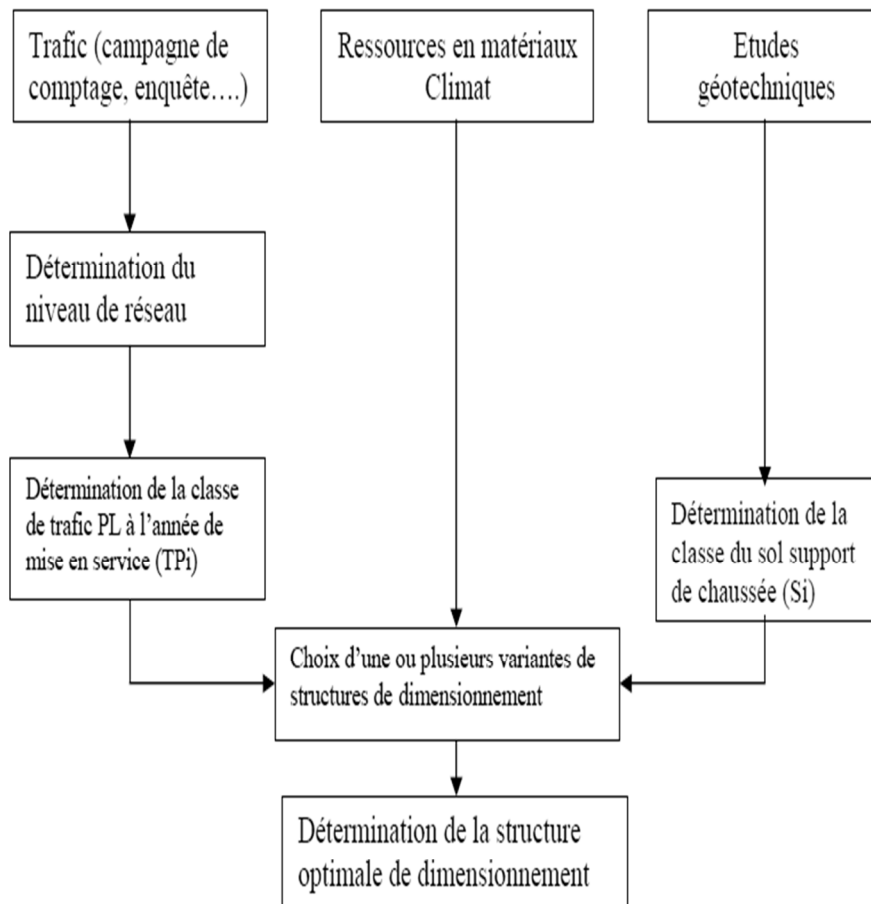 Trafic (campagne de
comptage, enquête….)
Ressources en matériaux
Climat
Etudes
géotechniques
Détermination du
niveau de réseau
Détermination de la classe
de trafic PL à l’année de
mise en service (TPi)
Détermination de la
classe du sol support
de chaussée (Si)
Choix d’une ou plusieurs variantes de
structures de dimensionnement
Détermination de la structure
optimale de dimensionnement